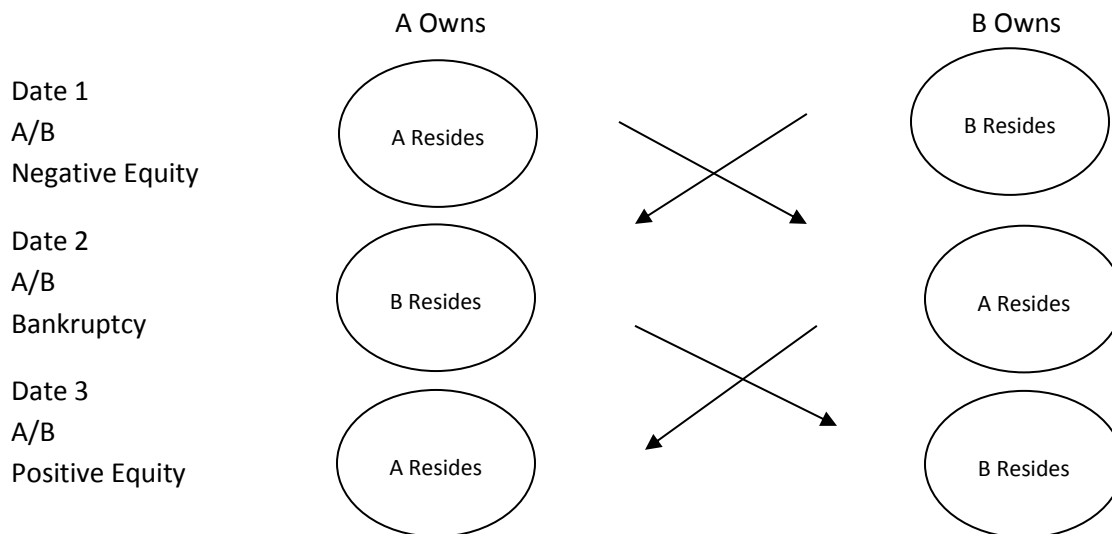 A Owns
B Owns
Date 1
A/B
Negative Equity
A Resides
B Resides
Date 2
A/B
Bankruptcy
B Resides
A Resides
Date 3
A/B
Positive Equity
A Resides
B Resides